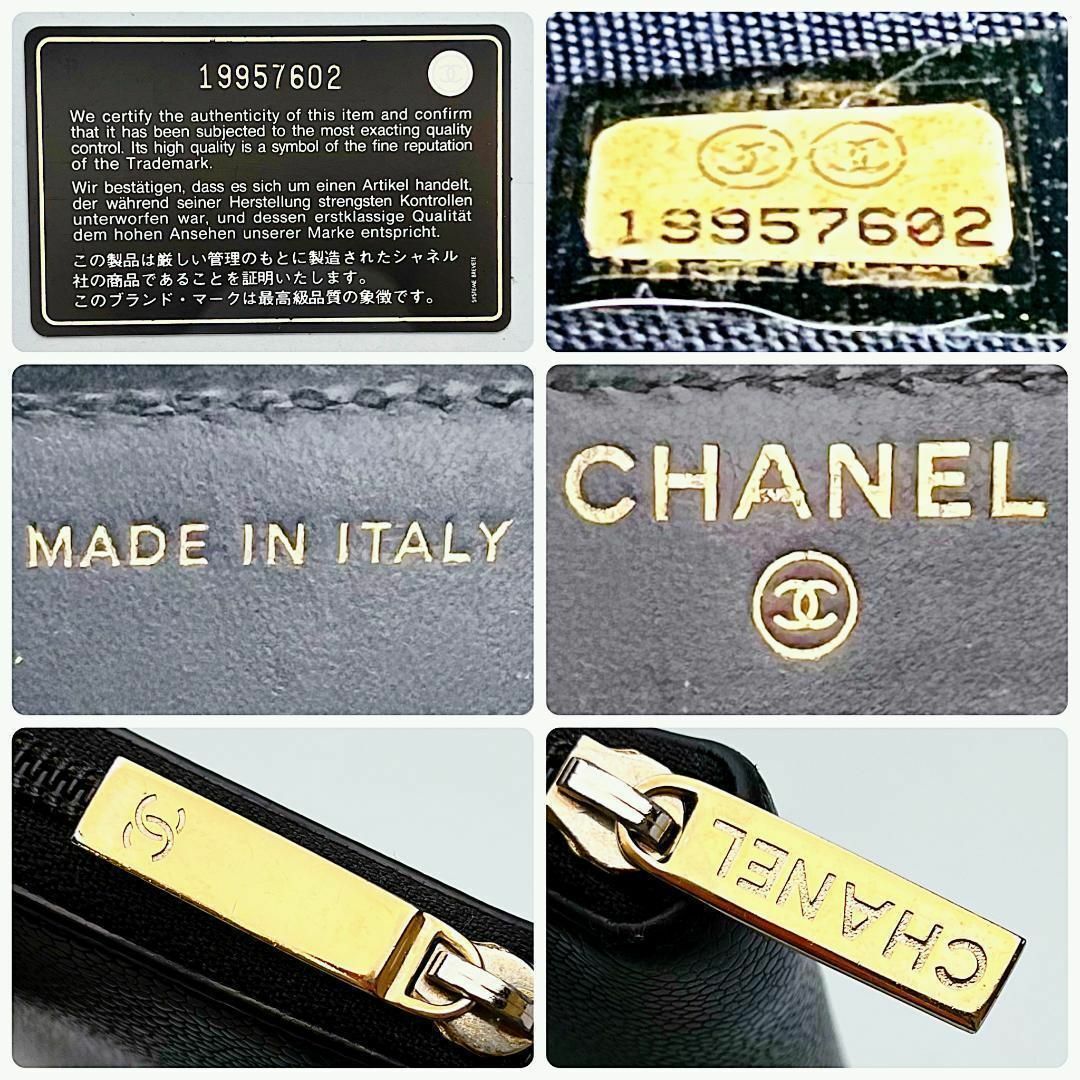 19957602
We certify the authenticity of this item and confirm
that it has been subjected to the most exacting quality
control. Its high quality is a symbol of the fine reputation
of the Trademark.
Wir bestätigen, dass es sich um einen Artikel handelt,
der während seiner Herstellung strengsten Kontrollen
unterworfen war, und dessen erstklassige Qualität
dem hohen Ansehen unserer Marke entspricht.
この製品は厳しい管理のもとに製造されたシャネル
社の商品であることを証明いたします。
このブランド・マークは最高級品質の象徴です。
SYSTEME BREVETE
19957602
MADE IN ITALY
CHANEL
CHANEL